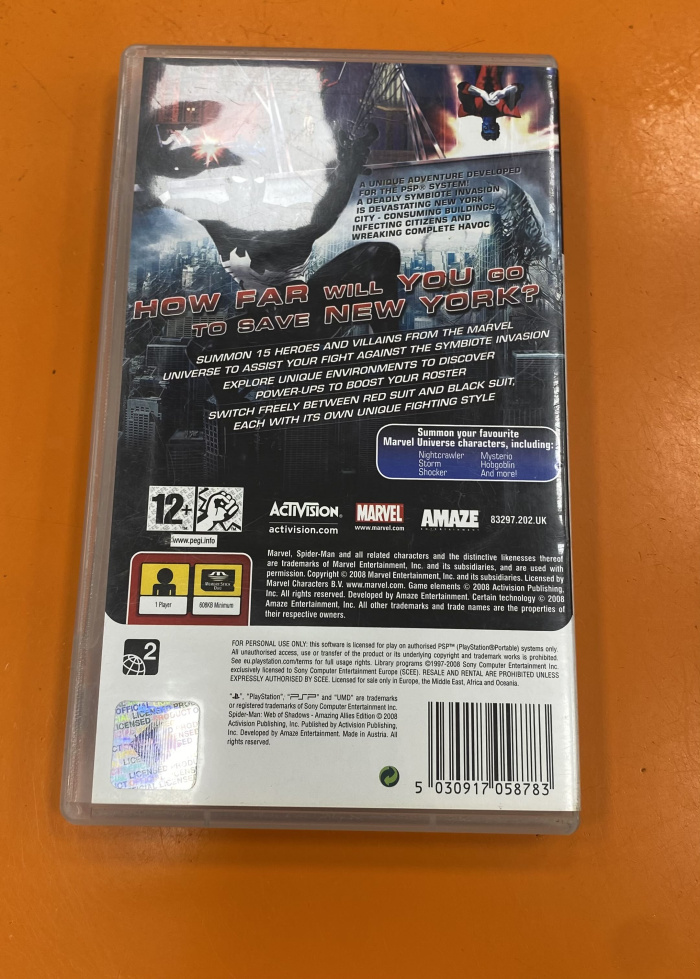 A UNIQUE ADVENTURE DEVELOPED
FOR THE PSP® SYSTEM!
A DEADLY SYMBIOTE INVASION
IS DEVASTATING NEW YORK
CITY - CONSUMING BUILDINGS,
INFECTING CITIZENS AND
WREAKING COMPLETE HAVOC
HOW FAR WILL YOU GO
TO SAVE NEW YORK?
SUMMON 15 HEROES AND VILLAINS FROM THE MARVEL
UNIVERSE TO ASSIST YOUR FIGHT AGAINST THE SYMBIOTE INVASION
EXPLORE UNIQUE ENVIRONMENTS TO DISCOVER
POWER-UPS TO BOOST YOUR ROSTER
SWITCH FREELY BETWEEN RED SUIT AND BLACK SUIT,
EACH WITH ITS OWN UNIQUE FIGHTING STYLE
Summon your favourite
Marvel Universe characters, including:
Nightcrawler Mysterio
Storm Hobgoblin
Shocker And more!
12+
www.pegi.info
ACTIVISION®
activision.com
MARVEL
www.marvel.com
AMAZE
ENTERTAINMENT
83297.202.UK
1 Player
608KB Minimum
Marvel, Spider-Man and all related characters and the distinctive likenesses thereof
are trademarks of Marvel Entertainment, Inc. and its subsidiaries, and are used with
permission. Copyright © 2008 Marvel Entertainment, Inc. and its subsidiaries. Licensed by
Marvel Characters B.V. www.marvel.com. Game elements © 2008 Activision Publishing,
Inc. All rights reserved. Developed by Amaze Entertainment. Certain technology © 2008
Amaze Entertainment, Inc. All other trademarks and trade names are the properties of
their respective owners.
2
FOR PERSONAL USE ONLY: this software is licensed for play on authorised PSP™ (PlayStation®Portable) systems only.
All unauthorised access, use or transfer of the product or its underlying copyright and trademark works is prohibited.
See eu.playstation.com/terms for full usage rights. Library programs ©1997-2008 Sony Computer Entertainment Inc.
exclusively licensed to Sony Computer Entertainment Europe (SCEE). RESALE AND RENTAL ARE PROHIBITED UNLESS
EXPRESSLY AUTHORISED BY SCEE. Licensed for sale only in Europe, the Middle East, Africa and Oceania.
", "PlayStation", "PSP" and "UMD" are trademarks
or registered trademarks of Sony Computer Entertainment Inc.
Spider-Man: Web of Shadows - Amazing Allies Edition © 2008
Activision Publishing, Inc. Published by Activision Publishing,
Inc. Developed by Amaze Entertainment. Made in Austria. All
rights reserved.
OFFICIAL
LICENSED PRODUCT
5 030917 058783